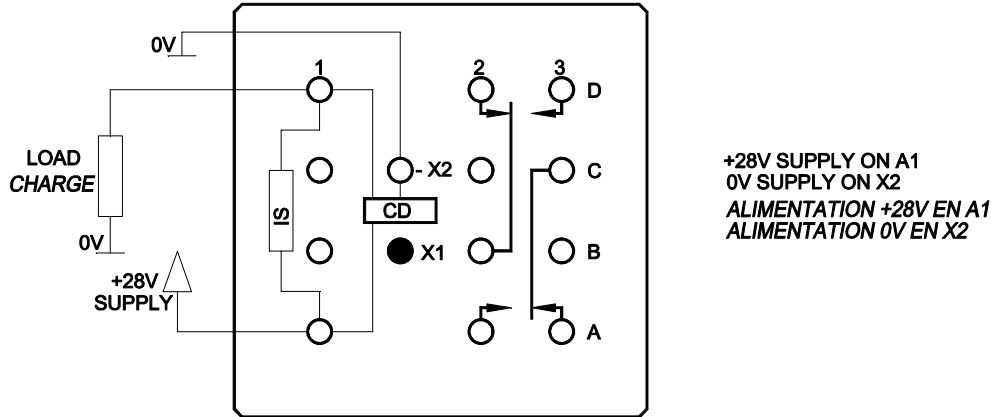 0V
1
2
3
D
LOAD
CHARGE
- X2
C
+28V SUPPLY ON A1
0V SUPPLY ON X2
ALIMENTATION +28V EN A1
ALIMENTATION 0V EN X2
IS
CD
0V
X1
B
+28V
SUPPLY
A